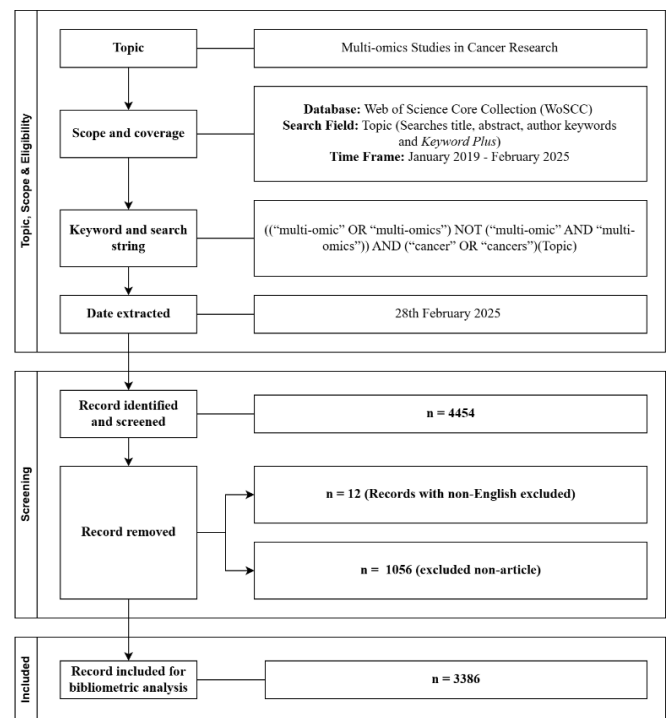 Topic, Scope & Eligibility
Topic
Multi-omics Studies in Cancer Research
Scope and coverage
Database: Web of Science Core Collection (WoSCC)
Search Field: Topic (Searches title, abstract, author keywords
and Keyword Plus)
Time Frame: January 2019 - February 2025
Keyword and search
string
((“multi-omic” OR “multi-omics”) NOT (“multi-omic” AND “multi-
omics”)) AND (“cancer” OR “cancers”)(Topic)
Date extracted
28th February 2025
Screening
Record identified
and screened
n = 4454
Record removed
n = 12 (Records with non-English excluded)
n = 1056 (excluded non-article)
Included
Record included for
bibliometric analysis
n = 3386